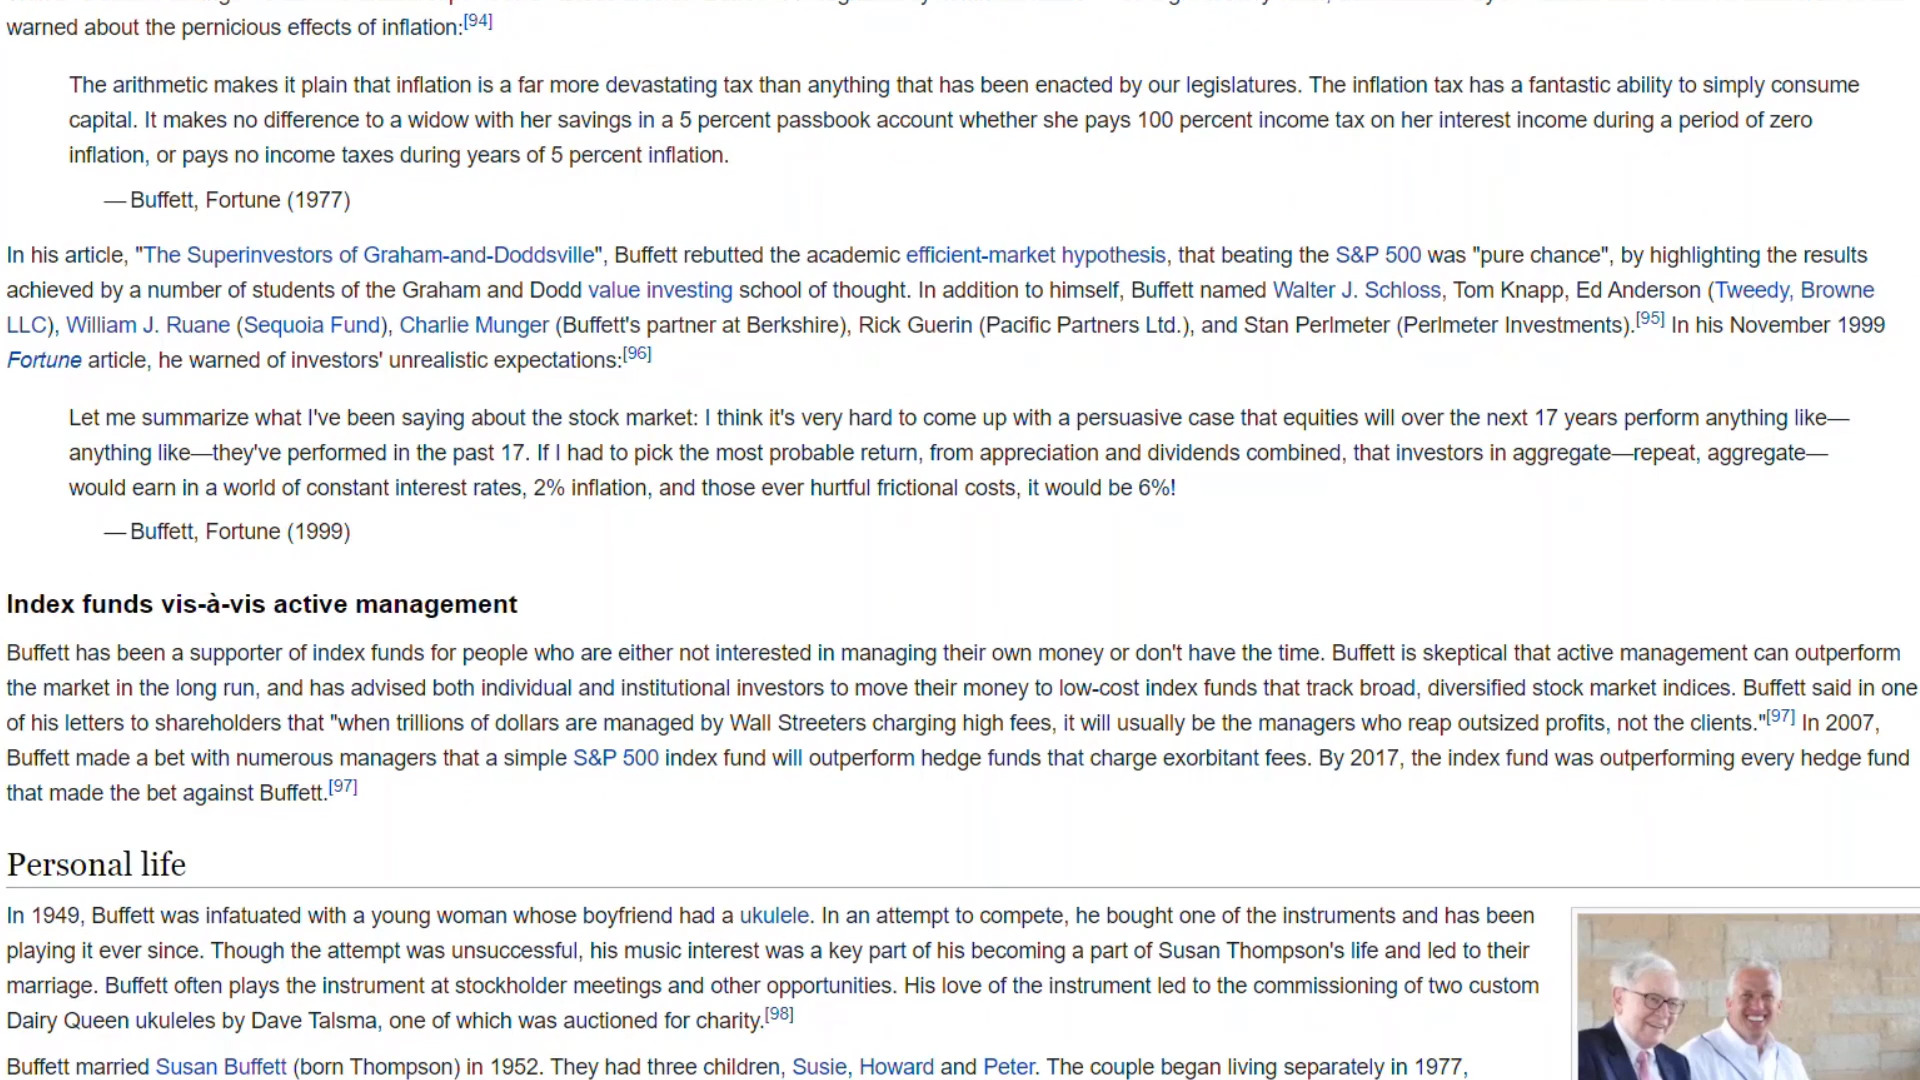 warned about the pernicious effects of inflation:[94]
The arithmetic makes it plain that inflation is a far more devastating tax than anything that has been enacted by our legislatures. The inflation tax has a fantastic ability to simply consume
capital. It makes no difference to a widow with her savings in a 5 percent passbook account whether she pays 100 percent income tax on her interest income during a period of zero
inflation, or pays no income taxes during years of 5 percent inflation.
— Buffett, Fortune (1977)
In his article, "The Superinvestors of Graham-and-Doddsville", Buffett rebutted the academic efficient-market hypothesis, that beating the S&P 500 was "pure chance", by highlighting the results
achieved by a number of students of the Graham and Dodd value investing school of thought. In addition to himself, Buffett named Walter J. Schloss, Tom Knapp, Ed Anderson (Tweedy, Browne
LLC), William J. Ruane (Sequoia Fund), Charlie Munger (Buffett's partner at Berkshire), Rick Guerin (Pacific Partners Ltd.), and Stan Perlmeter (Perlmeter Investments).[95] In his November 1999
Fortune article, he warned of investors' unrealistic expectations:[96]
Let me summarize what I've been saying about the stock market: I think it's very hard to come up with a persuasive case that equities will over the next 17 years perform anything like—
anything like—they've performed in the past 17. If I had to pick the most probable return, from appreciation and dividends combined, that investors in aggregate—repeat, aggregate—
would earn in a world of constant interest rates, 2% inflation, and those ever hurtful frictional costs, it would be 6%!
— Buffett, Fortune (1999)
Index funds vis-à-vis active management
Buffett has been a supporter of index funds for people who are either not interested in managing their own money or don't have the time. Buffett is skeptical that active management can outperform
the market in the long run, and has advised both individual and institutional investors to move their money to low-cost index funds that track broad, diversified stock market indices. Buffett said in one
of his letters to shareholders that "when trillions of dollars are managed by Wall Streeters charging high fees, it will usually be the managers who reap outsized profits, not the clients."[97] In 2007,
Buffett made a bet with numerous managers that a simple S&P 500 index fund will outperform hedge funds that charge exorbitant fees. By 2017, the index fund was outperforming every hedge fund
that made the bet against Buffett.[97]
Personal life
In 1949, Buffett was infatuated with a young woman whose boyfriend had a ukulele. In an attempt to compete, he bought one of the instruments and has been
playing it ever since. Though the attempt was unsuccessful, his music interest was a key part of his becoming a part of Susan Thompson's life and led to their
marriage. Buffett often plays the instrument at stockholder meetings and other opportunities. His love of the instrument led to the commissioning of two custom
Dairy Queen ukuleles by Dave Talsma, one of which was auctioned for charity.[98]
Buffett married Susan Buffett (born Thompson) in 1952. They had three children, Susie, Howard and Peter. The couple began living separately in 1977,